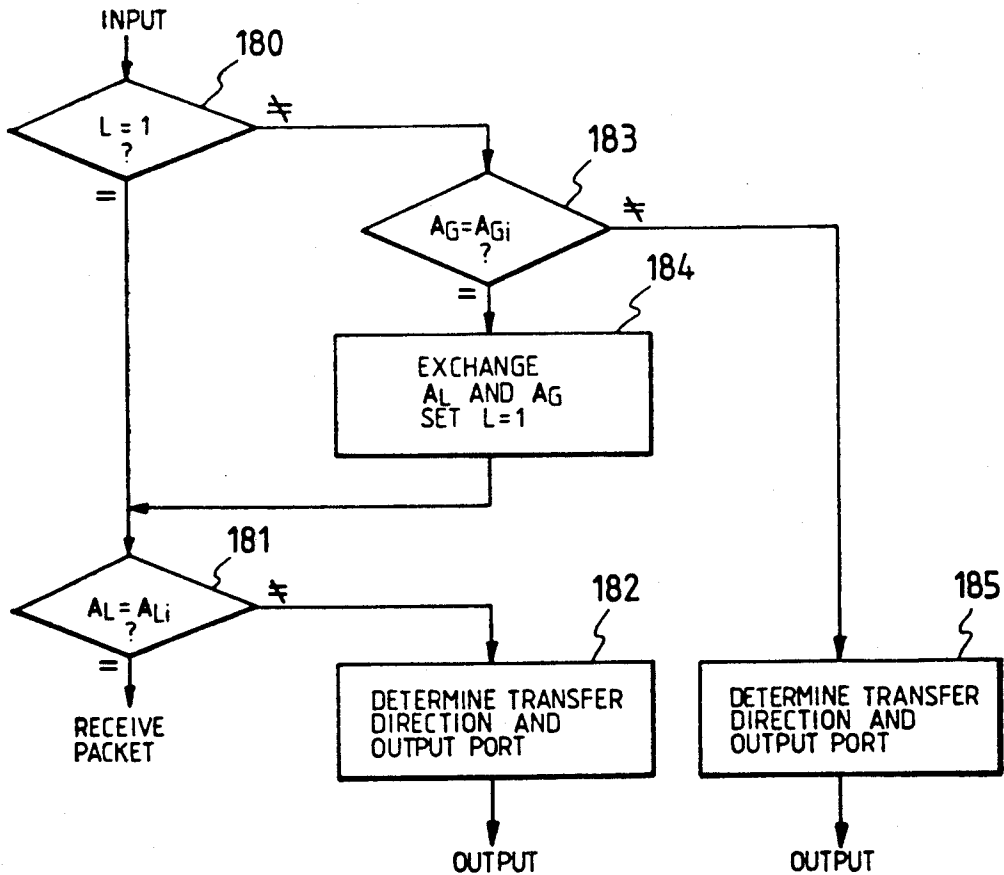 INPUT
180
L = 1
?
≠
=
183
AG=AGi
?
≠
=
184
EXCHANGE
AL AND AG
SET L=1
181
AL=ALi
?
≠
=
RECEIVE
PACKET
182
DETERMINE TRANSFER
DIRECTION AND
OUTPUT PORT
OUTPUT
185
DETERMINE TRANSFER
DIRECTION AND
OUTPUT PORT
OUTPUT